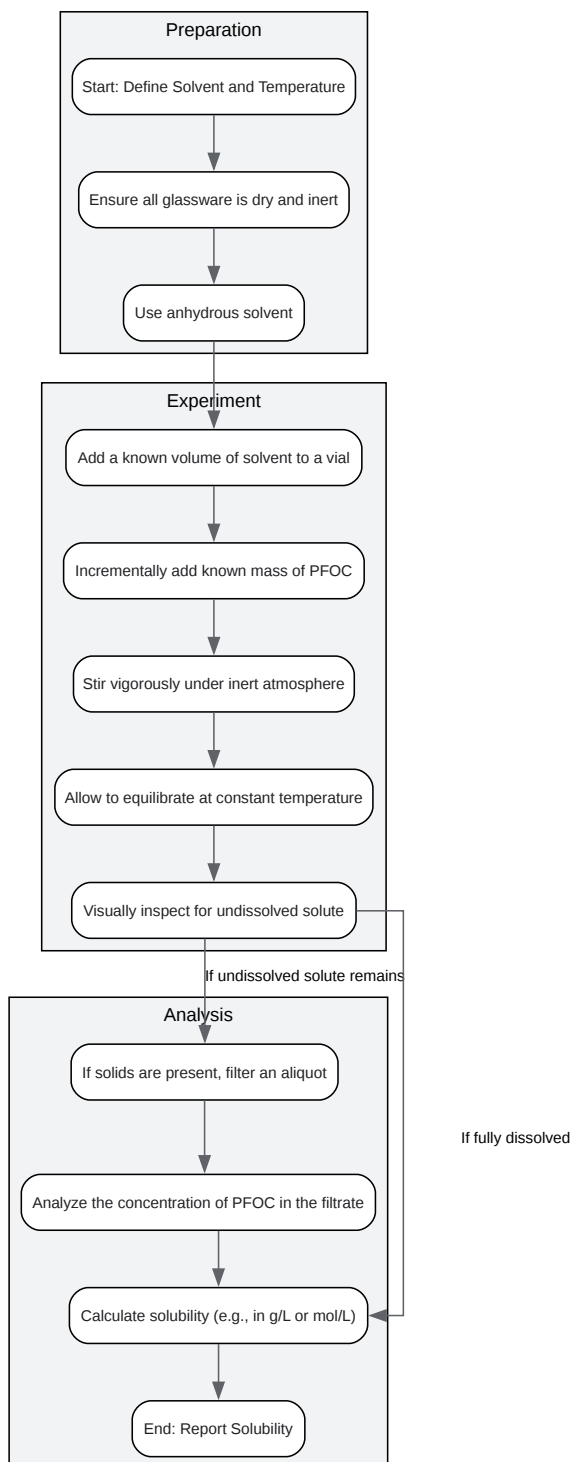 Preparation
Start: Define Solvent and Temperature
Ensure all glassware is dry and inert
Use anhydrous solvent
Experiment
Add a known volume of solvent to a vial
Incrementally add known mass of PFOC
Stir vigorously under inert atmosphere
Allow to equilibrate at constant temperature
Visually inspect for undissolved solute
If undissolved solute remains
Analysis
If solids are present, filter an aliquot
If fully dissolved
Analyze the concentration of PFOC in the filtrate
Calculate solubility (e.g., in g/L or mol/L)
End: Report Solubility